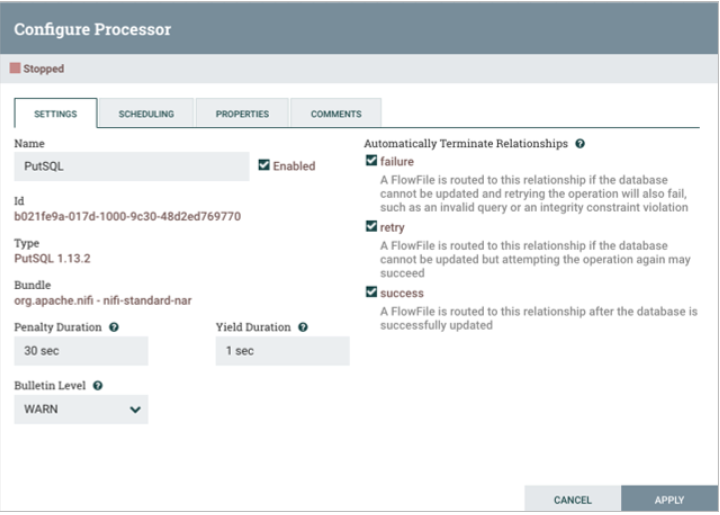 Configure Processor
Stopped
SETTINGS
SCHEDULING
PROPERTIES
COMMENTS
Name
PutSQL
Enabled
Id
b021fe9a-017d-1000-9c30-48d2ed769770
Type
PutSQL 1.13.2
Bundle
org.apache.nifi - nifi-standard-nar
Penalty Duration
Yield Duration
30 sec
1 sec
Bulletin Level
WARN
Automatically Terminate Relationships
failure
A FlowFile is routed to this relationship if the database
cannot be updated and retrying the operation will also fail,
such as an invalid query or an integrity constraint violation
retry
A FlowFile is routed to this relationship if the database
cannot be updated but attempting the operation again may
succeed
success
A FlowFile is routed to this relationship after the database is
successfully updated
CANCEL
APPLY